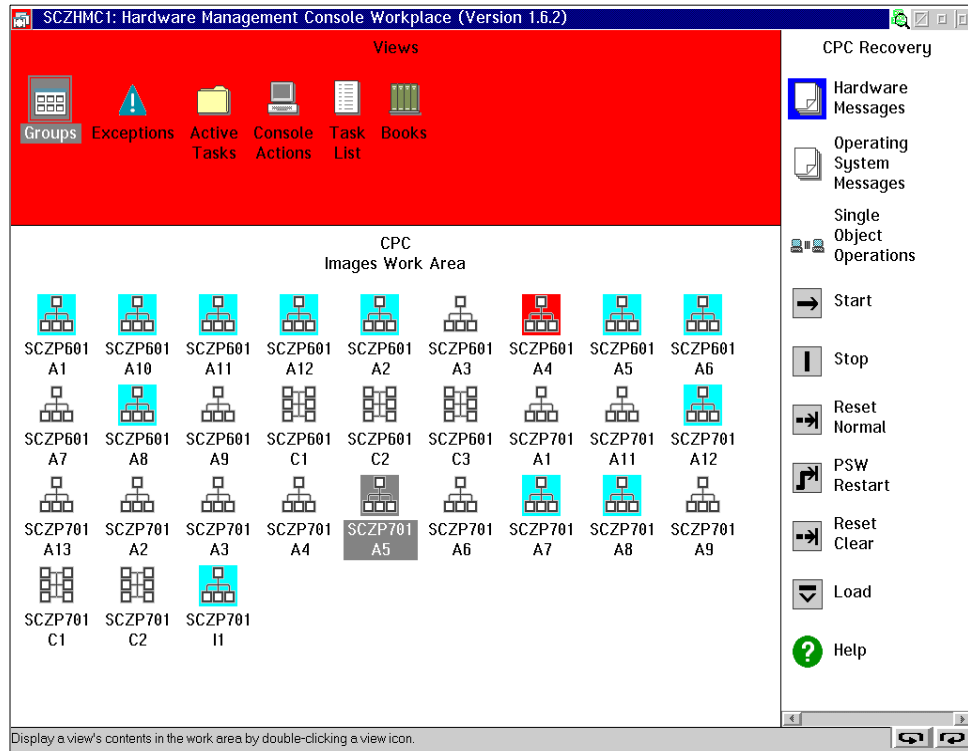 SCZHMC1: Hardware Management Console Workplace (Version 1.6.2)
Views
Groups Exceptions Active Tasks Console Actions Task List Books
CPC
Images Work Area
SCZP601 SCZP601 SCZP601 SCZP601 SCZP601 SCZP601 SCZP601 SCZP601 SCZP601
A1 A10 A11 A12 A2 A3 A4 A5 A6
SCZP601 SCZP601 SCZP601 SCZP601 SCZP601 SCZP601 SCZP701 SCZP701 SCZP701
A7 A8 A9 C1 C2 C3 A1 A11 A12
SCZP701 SCZP701 SCZP701 SCZP701 SCZP701 SCZP701 SCZP701 SCZP701 SCZP701
A13 A2 A3 A4 A5 A6 A7 A8 A9
SCZP701 SCZP701 SCZP701
C1 C2 I1
CPC Recovery
Hardware
Messages
Operating
System
Messages
Single
Object
Operations
Start
Stop
Reset
Normal
PSW
Restart
Reset
Clear
Load
? Help
Display a view's contents in the work area by double-clicking a view icon.